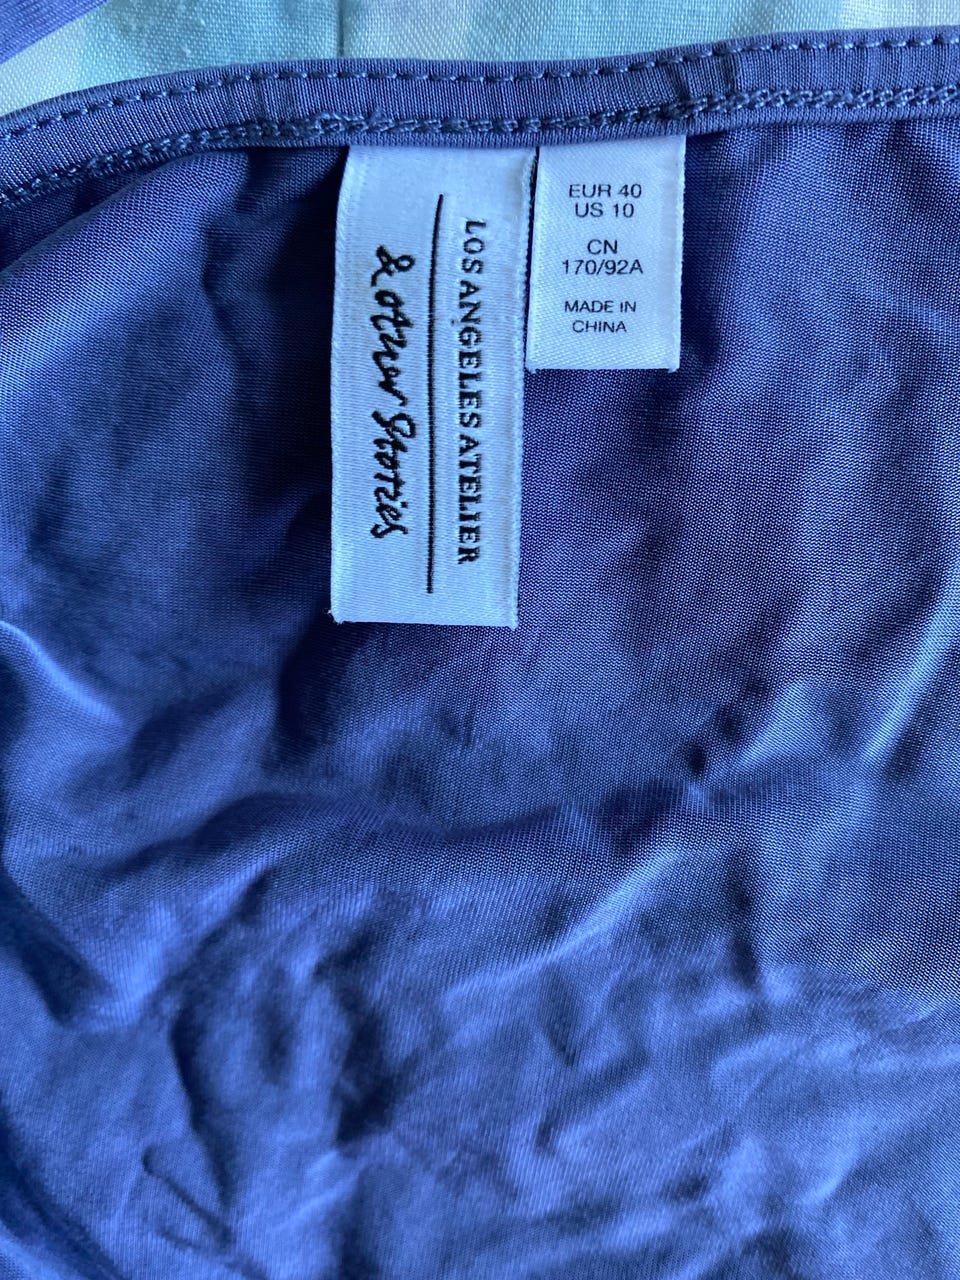 LOS ANGELES ATELIER
& other Stories
EUR 40
US 10
CN
170/92A
MADE IN
CHINA